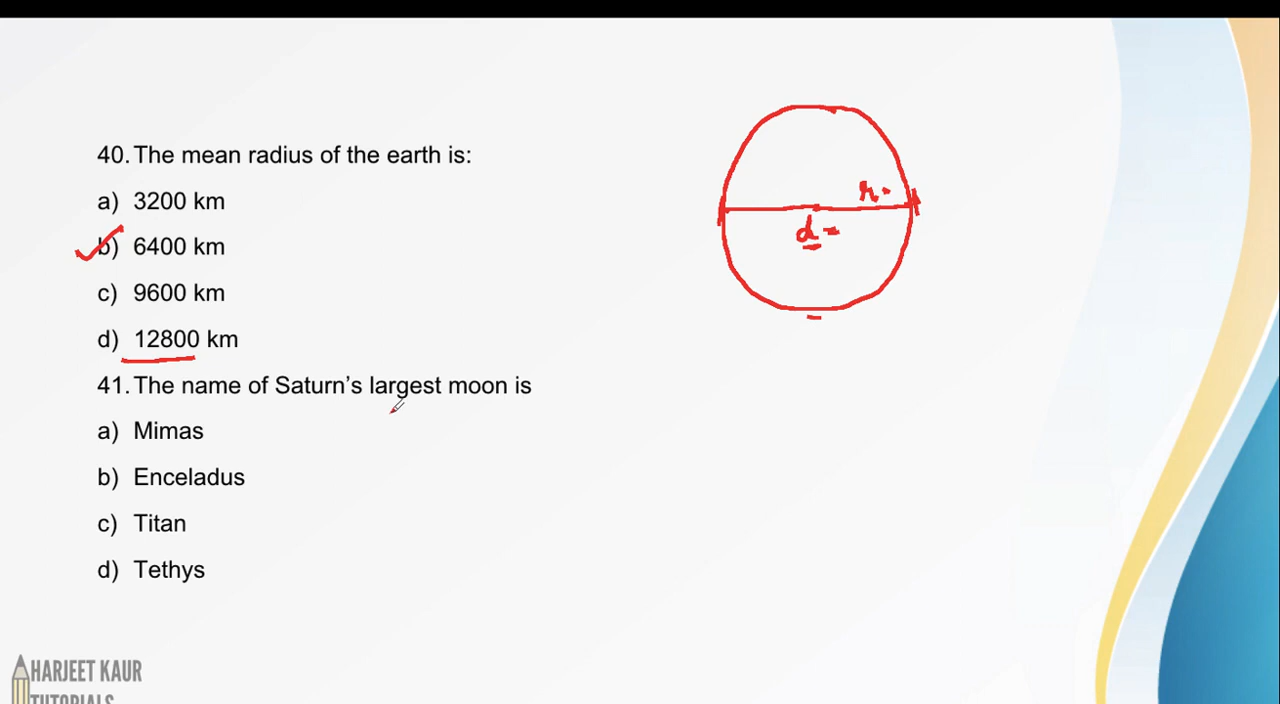 40. The mean radius of the earth is:
a) 3200 km
b) 6400 km
c) 9600 km
d) 12800 km
41. The name of Saturn's largest moon is
a) Mimas
b) Enceladus
c) Titan
d) Tethys
r.
d =
HARJEET KAUR
TUTORIALS